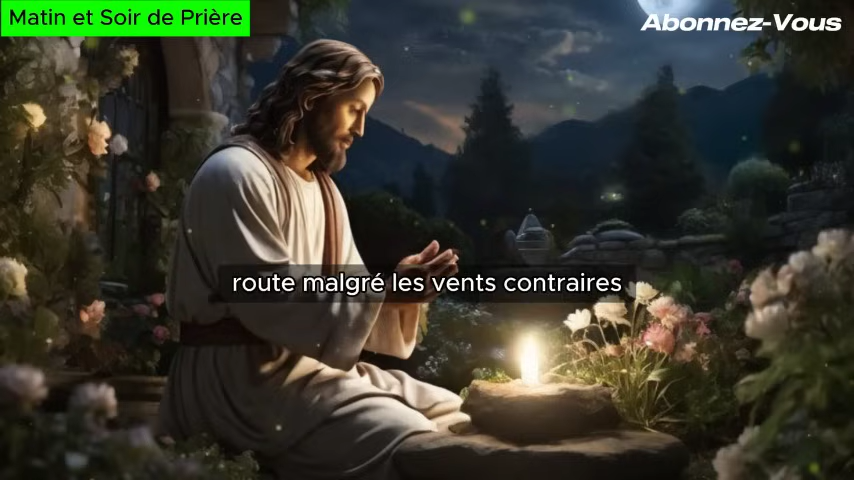 Matin et Soir de Prière
Abonnez-Vous
route malgré les vents contraires